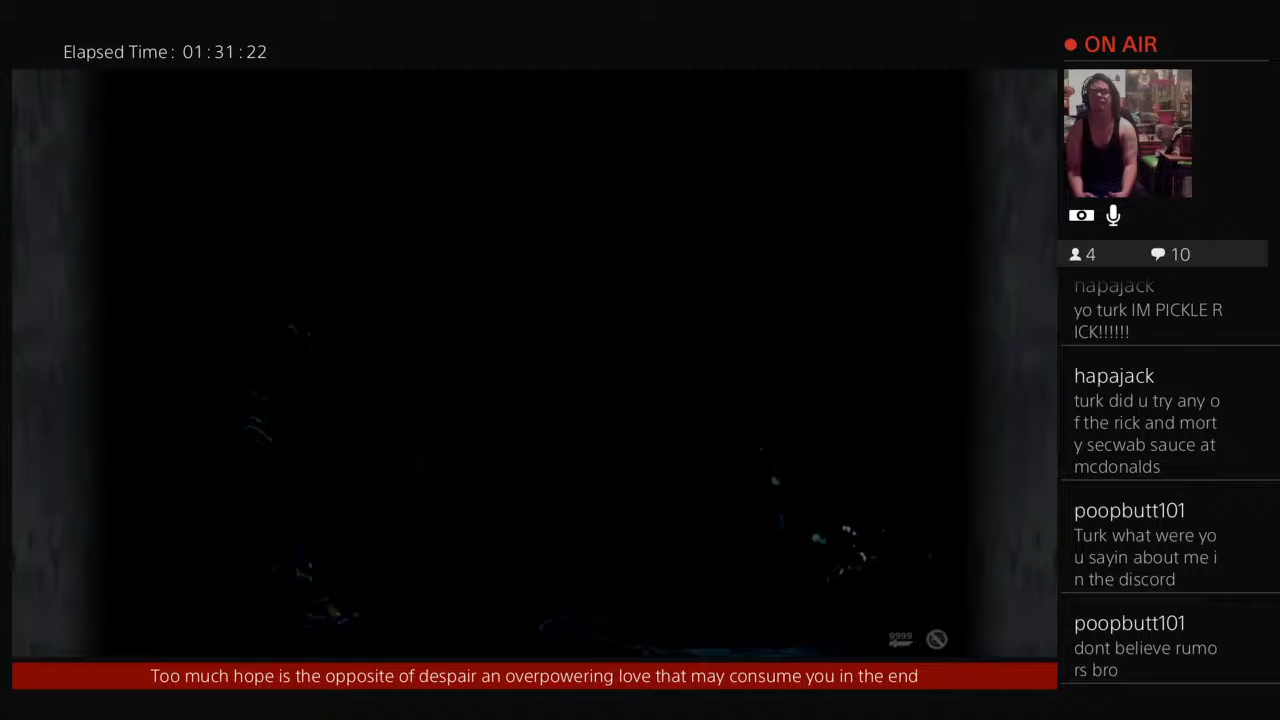 Elapsed Time: 01:31:22
ON AIR
4
10
hapajack
yo turk IM PICKLE R
ICK!!!!!!
hapajack
turk did u try any o
f the rick and mort
y secwab sauce at
mcdonalds
poopbutt101
Turk what were yo
u sayin about me i
n the discord
poopbutt101
dont believe rumo
rs bro
9999
Too much hope is the opposite of despair an overpowering love that may consume you in the end